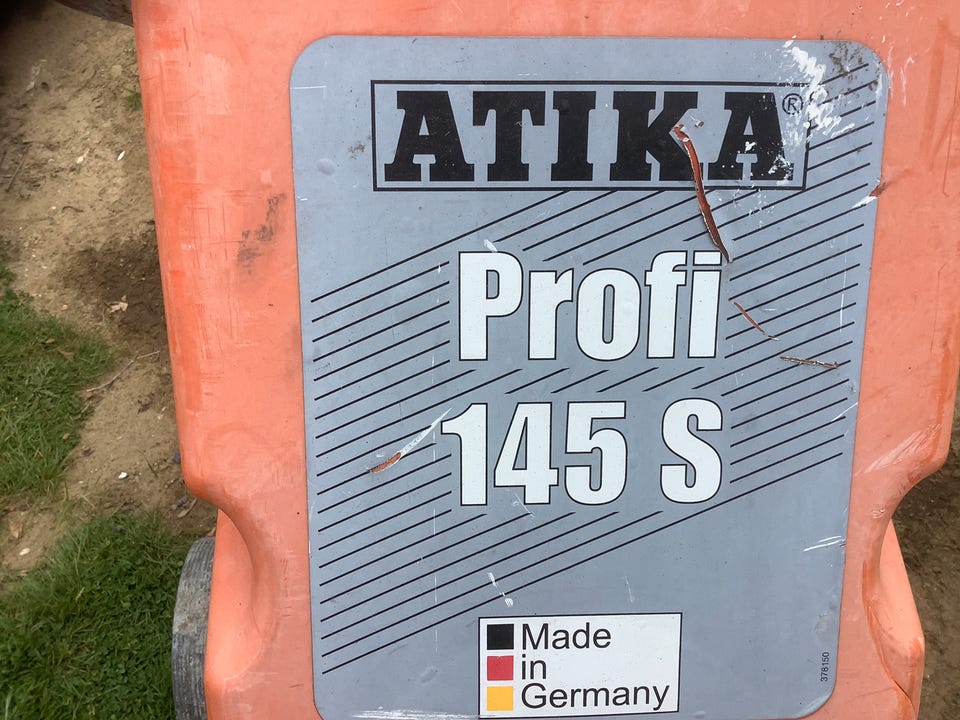 ATIKA®
Profi
145 S
Made
in
Germany
378150